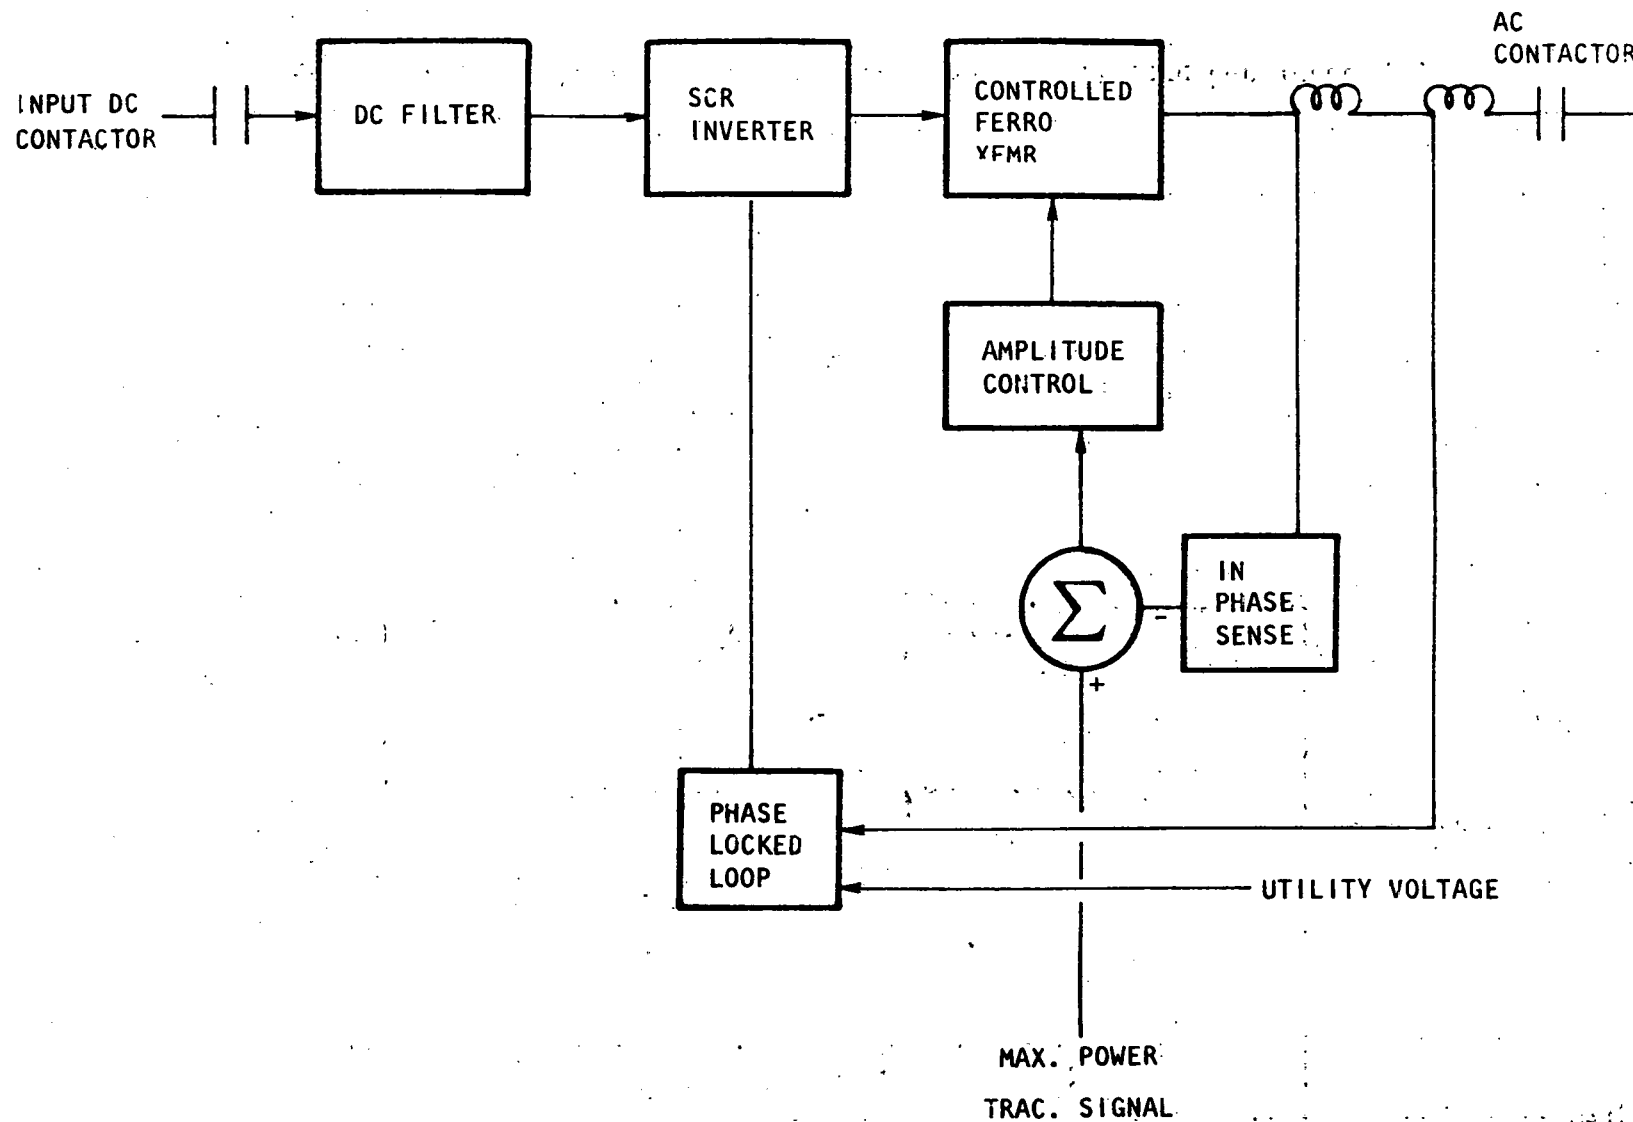 AC
CONTACTOR
INPUT DC
CONTACTOR
DC FILTER
SCR
INVERTER
CONTROLLED
FERRO
XFMR
AMPLITUDE
CONTROL
Σ
-
+
IN
PHASE
SENSE
PHASE
LOCKED
LOOP
UTILITY VOLTAGE
MAX. POWER
TRAC. SIGNAL